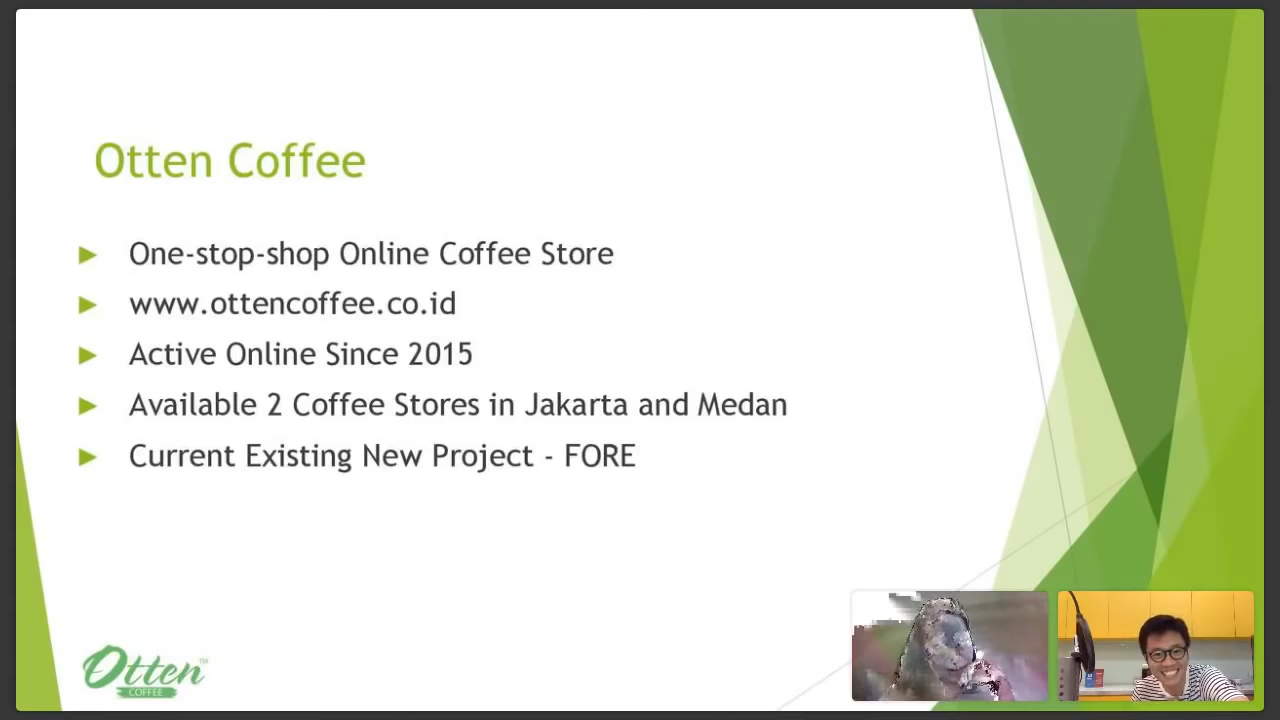 Otten Coffee
One-stop-shop Online Coffee Store
www.ottencoffee.co.id
Active Online Since 2015
Available 2 Coffee Stores in Jakarta and Medan
Current Existing New Project - FORE
Otten™
COFFEE